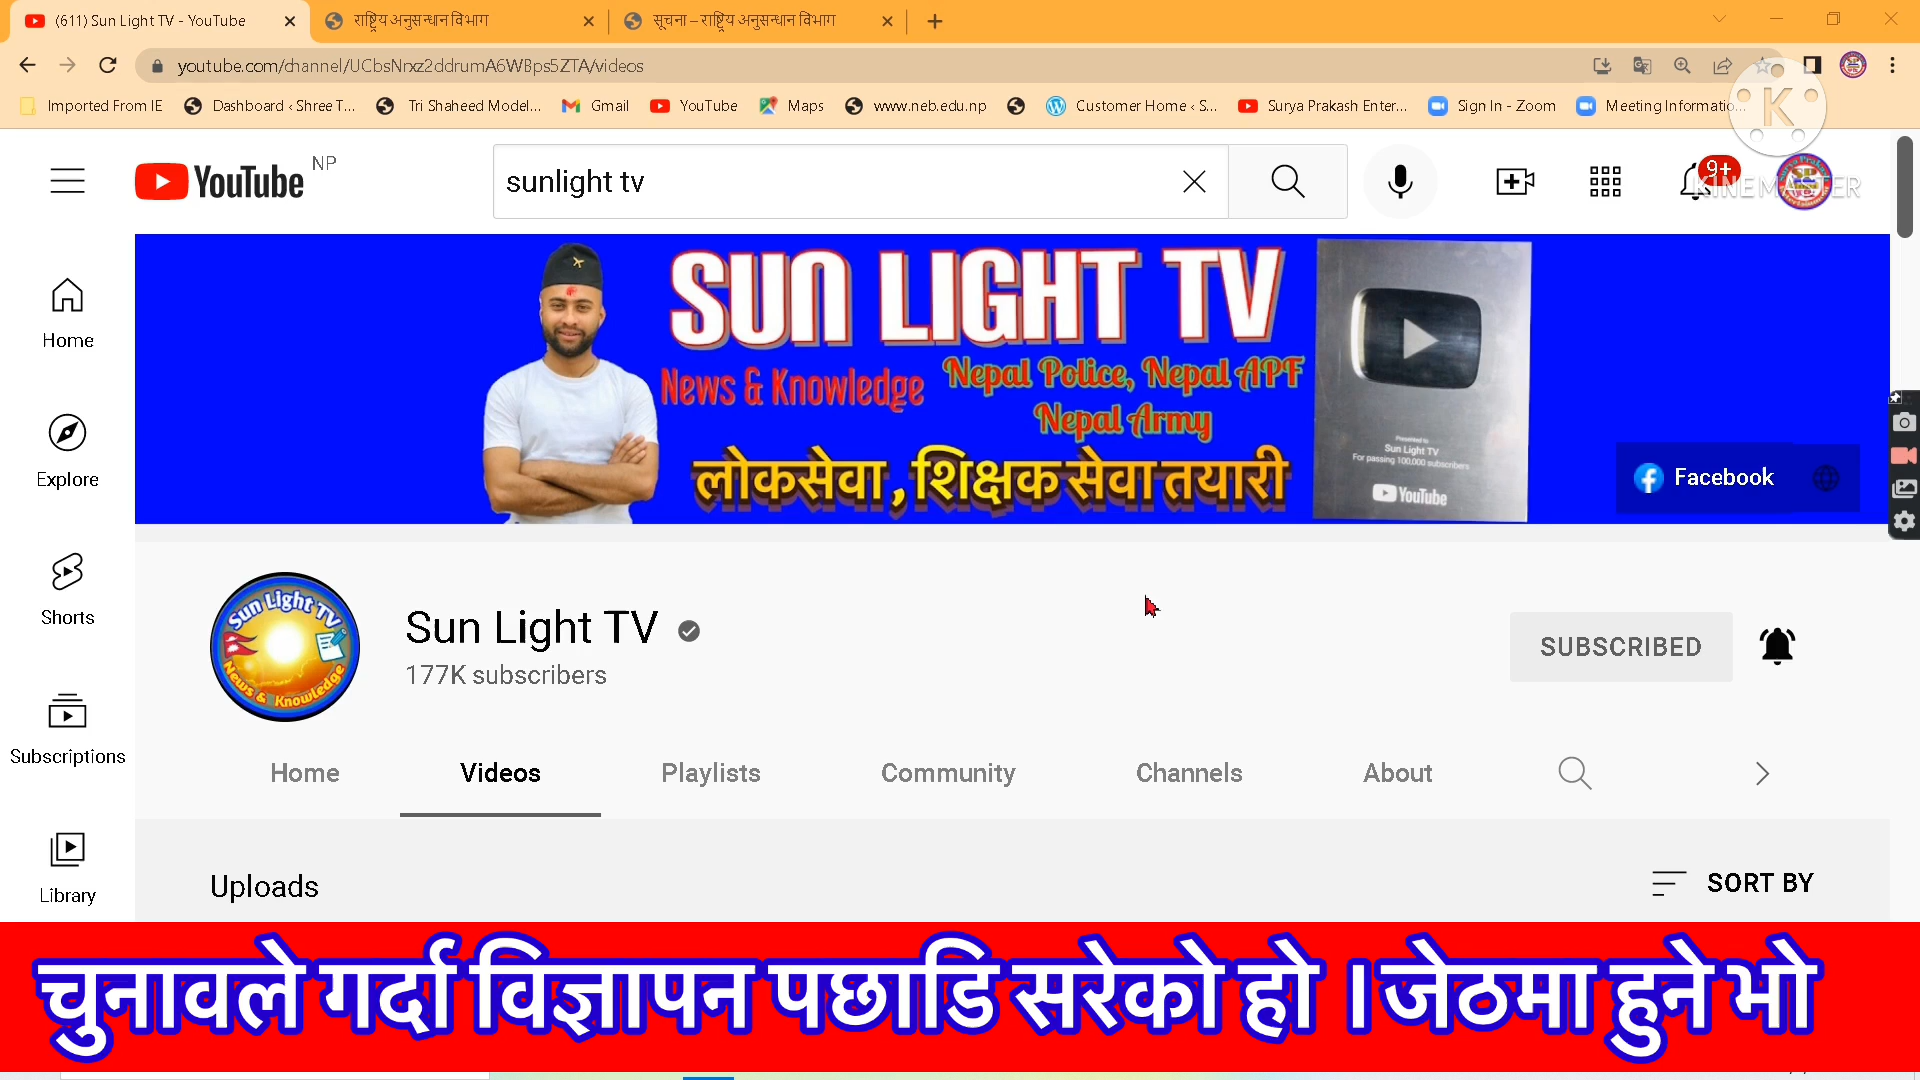 (611) Sun Light TV - YouTube
राष्ट्रिय अनुसन्धान विभाग
सूचना – राष्ट्रिय अनुसन्धान विभाग
youtube.com/channel/UCbsNrxz2ddrumA6WBps5ZTA/videos
Imported From IE
Dashboard ‹ Shree T...
Tri Shaheed Model...
Gmail
YouTube
Maps
www.neb.edu.np
Customer Home ‹ S...
Surya Prakash Enter...
Sign In - Zoom
Meeting Informatio...
K
KINEMASTER
YouTube NP
sunlight tv
9+
Home
Explore
Shorts
Subscriptions
Library
SUN LIGHT TV
News & Knowledge
Nepal Police, Nepal APF
Nepal Army
लोकसेवा , शिक्षक सेवा तयारी
Presented to
Sun Light TV
For passing 100,000 subscribers
YouTube
Facebook
Sun Light TV
News & Knowledge
Sun Light TV
177K subscribers
SUBSCRIBED
Home
Videos
Playlists
Community
Channels
About
Uploads
SORT BY
चुनावले गर्दा विज्ञापन पछाडि सरेको हो । जेठमा हुने भो